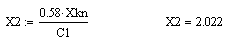 X2 := 0.58·Xkn / C1 X2 = 2.022